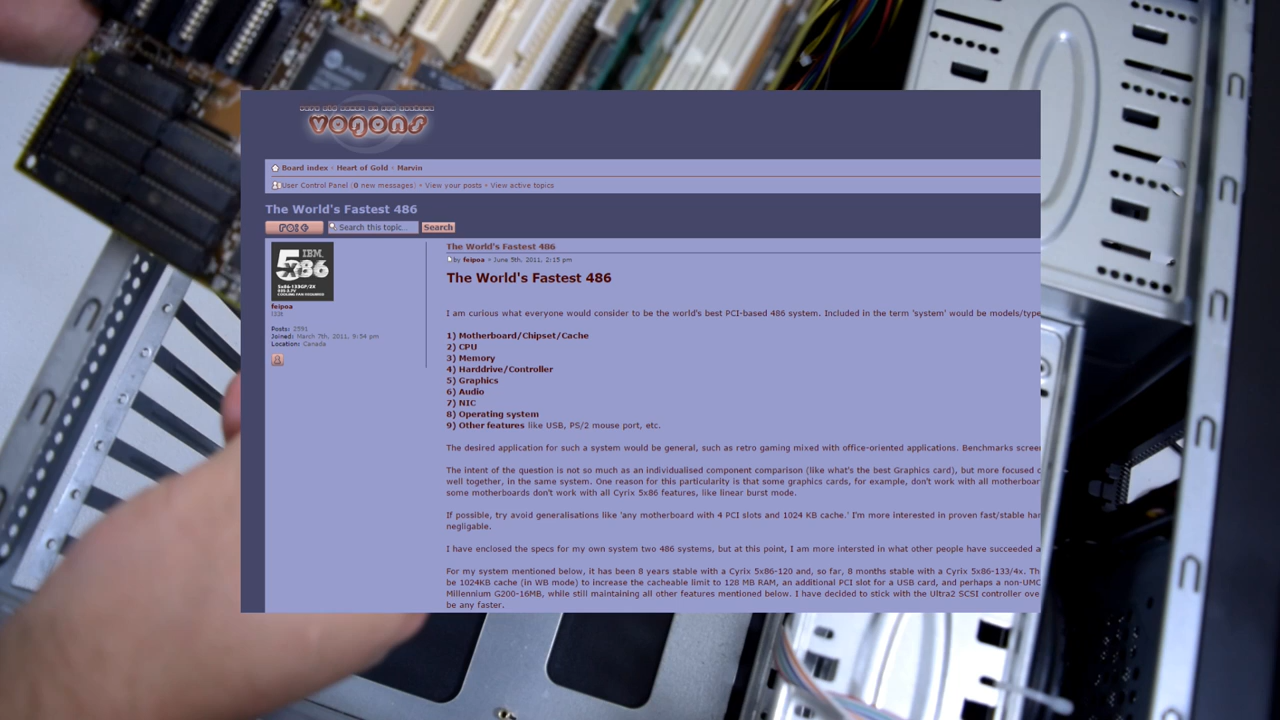 vogons
Board index ‹ Heart of Gold ‹ Marvin
User Control Panel (0 new messages) • View your posts • View active topics
The World's Fastest 486
Search this topic... Search
IBM.
5x86
5x86-133GP/2X
COOLING FAN REQUIRED
feipoa
l33t
Posts: 2591
Joined: March 7th, 2011, 9:54 pm
Location: Canada
The World's Fastest 486
by feipoa » June 5th, 2011, 2:15 pm
The World's Fastest 486
I am curious what everyone would consider to be the world's best PCI-based 486 system. Included in the term 'system' would be models/type
1) Motherboard/Chipset/Cache
2) CPU
3) Memory
4) Harddrive/Controller
5) Graphics
6) Audio
7) NIC
8) Operating system
9) Other features like USB, PS/2 mouse port, etc.
The desired application for such a system would be general, such as retro gaming mixed with office-oriented applications. Benchmarks screen
The intent of the question is not so much as an individualised component comparison (like what's the best Graphics card), but more focused
well together, in the same system. One reason for this particularity is that some graphics cards, for example, don't work with all motherboar
some motherboards don't work with all Cyrix 5x86 features, like linear burst mode.
If possible, try avoid generalisations like 'any motherboard with 4 PCI slots and 1024 KB cache.' I'm more interested in proven fast/stable har
negligable.
I have enclosed the specs for my own system two 486 systems, but at this point, I am more intersted in what other people have succeeded a
For my system mentioned below, it has been 8 years stable with a Cyrix 5x86-120 and, so far, 8 months stable with a Cyrix 5x86-133/4x. Th
be 1024KB cache (in WB mode) to increase the cacheable limit to 128 MB RAM, an additional PCI slot for a USB card, and perhaps a non-UMC
Millennium G200-16MB, while still maintaining all other features mentioned below. I have decided to stick with the Ultra2 SCSI controller ove
be any faster.